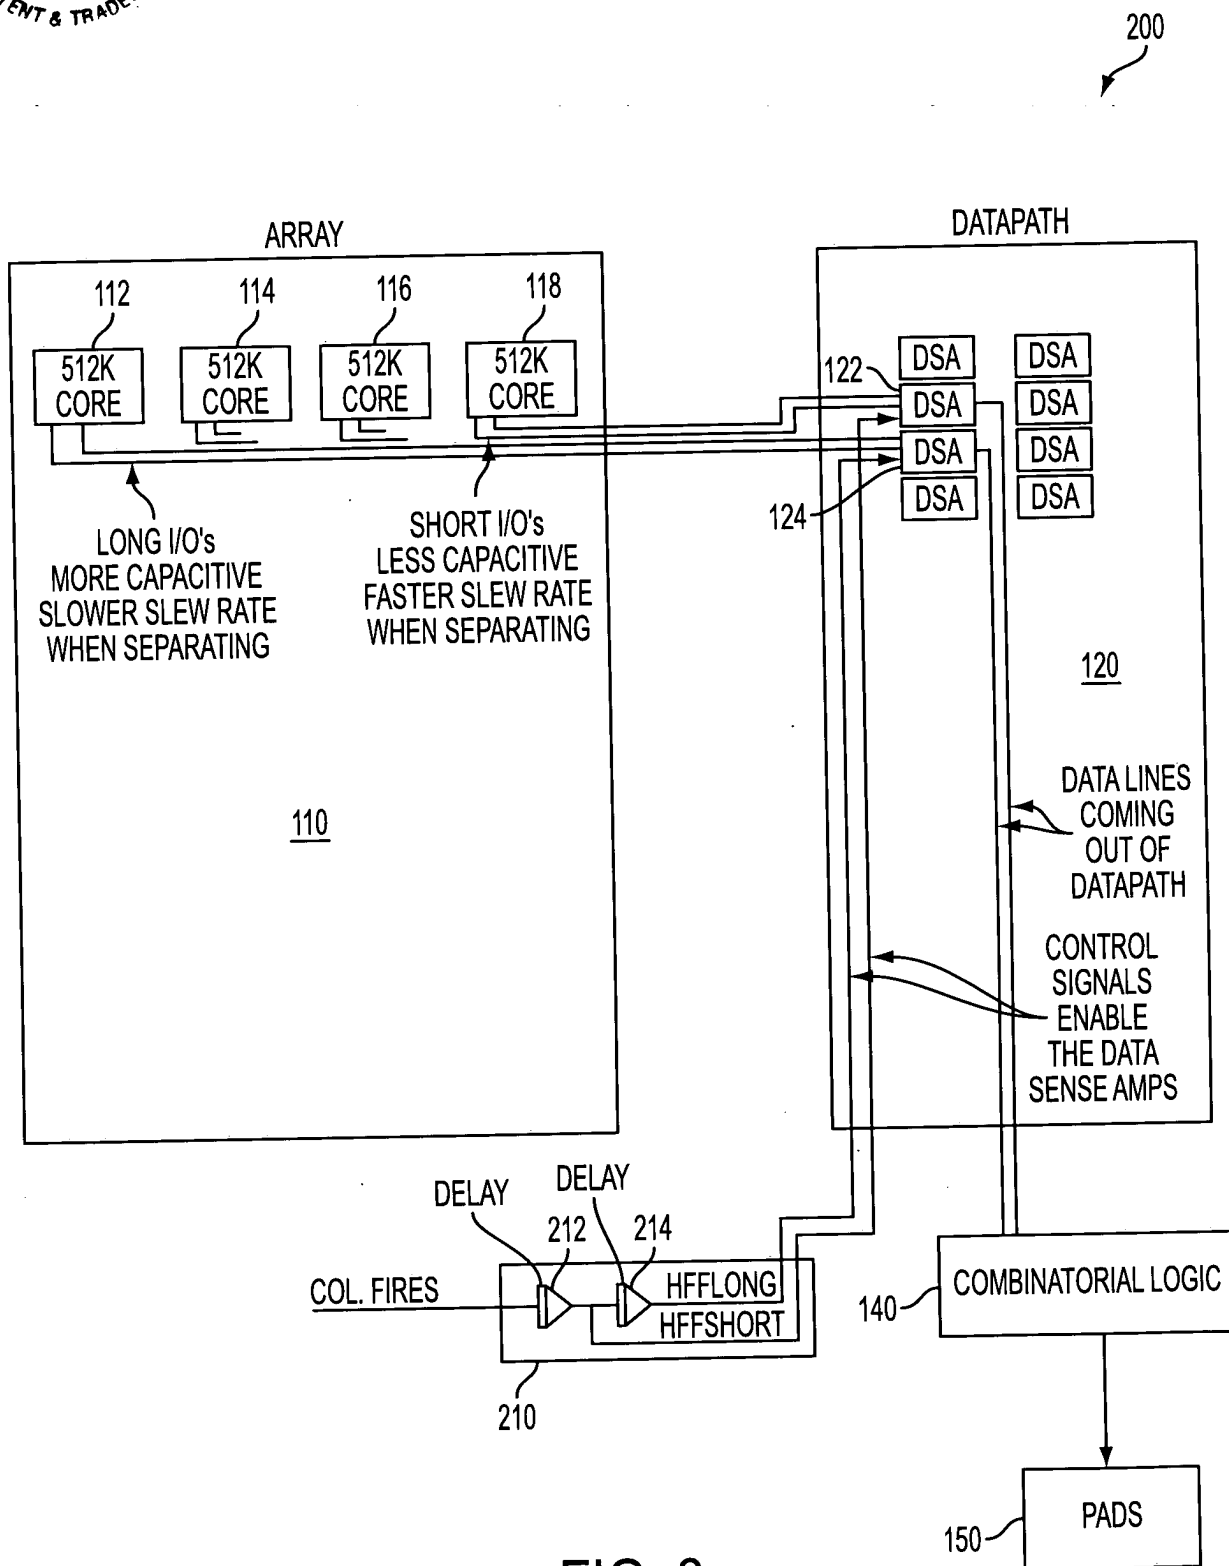 ENT & TRADE
200
ARRAY
DATAPATH
112
114
116
118
512K
CORE
512K
CORE
512K
CORE
512K
CORE
122
DSA
DSA
DSA
DSA
DSA
DSA
DSA
DSA
124
LONG I/O's
MORE CAPACITIVE
SLOWER SLEW RATE
WHEN SEPARATING
SHORT I/O's
LESS CAPACITIVE
FASTER SLEW RATE
WHEN SEPARATING
120
110
DATA LINES
COMING
OUT OF
DATAPATH
CONTROL
SIGNALS
ENABLE
THE DATA
SENSE AMPS
DELAY
DELAY
212
214
COL. FIRES
HFFLONG
HFFSHORT
210
COMBINATORIAL LOGIC
140
PADS
150